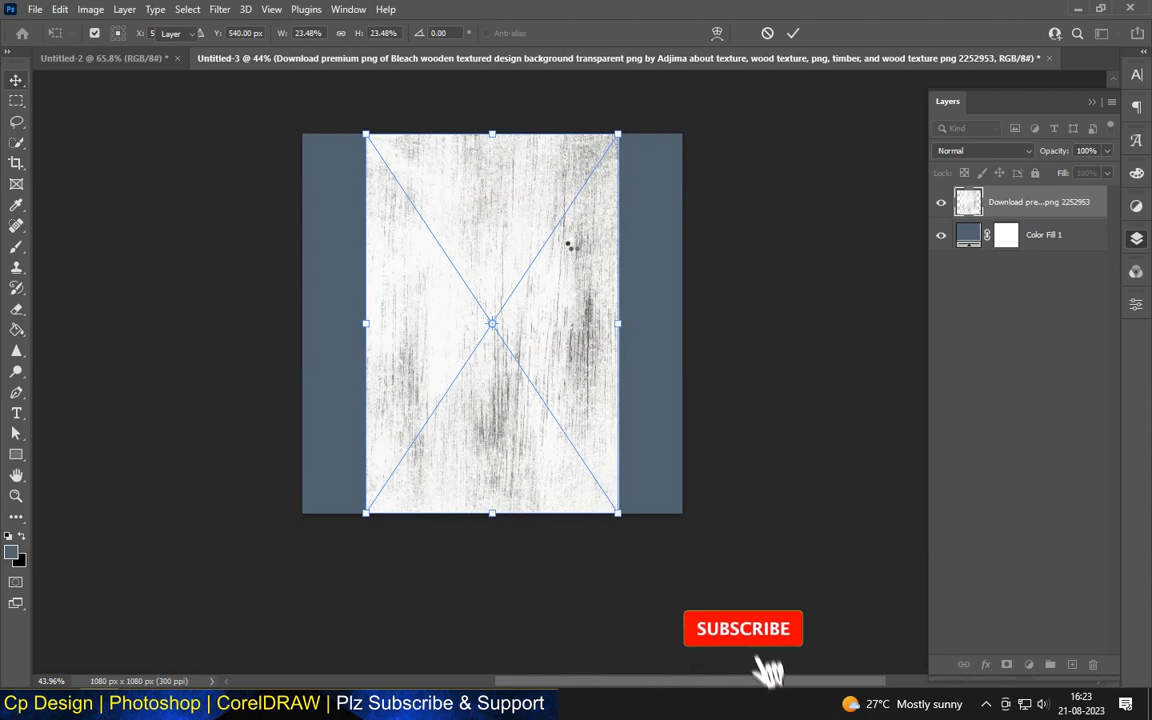 Ps File Edit Image Layer Type Select Filter 3D View Plugins Window Help
X: 5 Layer Y: 540.00 px W: 23.48% H: 23.48% 0.00 ° Anti-alias
Untitled-2 @ 65.8% (RGB/8#) * × Untitled-3 @ 44% (Download premium png of Bleach wooden textured design background transparent png by Adjima about texture, wood texture, png, timber, and wood texture png 2252953, RGB/8#) * ×
Layers
Kind
Normal Opacity: 100%
Lock: Fill: 100%
Download pre...png 2252953
Color Fill 1
SUBSCRIBE
43.96% 1080 px x 1080 px (300 ppi)
Cp Design | Photoshop | CorelDRAW | Plz Subscribe & Support
27°C Mostly sunny
16:23
21-08-2023